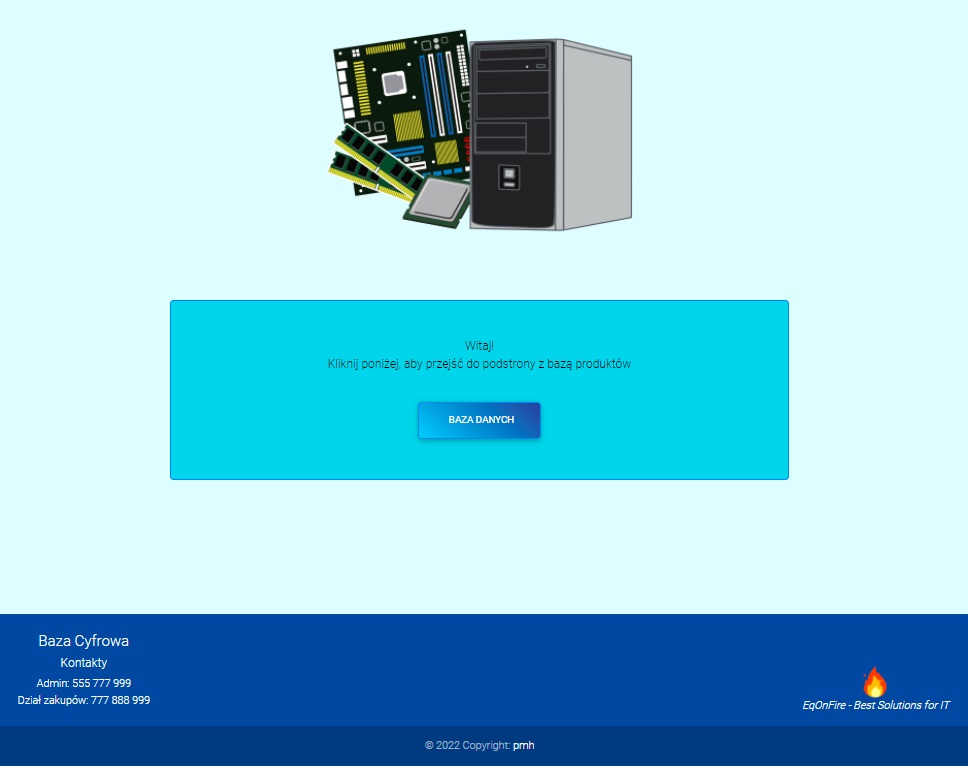 Witaj!
Kliknij poniżej, aby przejść do podstrony z bazą produktów
BAZA DANYCH
Baza Cyfrowa
Kontakty
Admin: 555 777 999
Dział zakupów: 777 888 999
EqOnFire - Best Solutions for IT
© 2022 Copyright: pmh